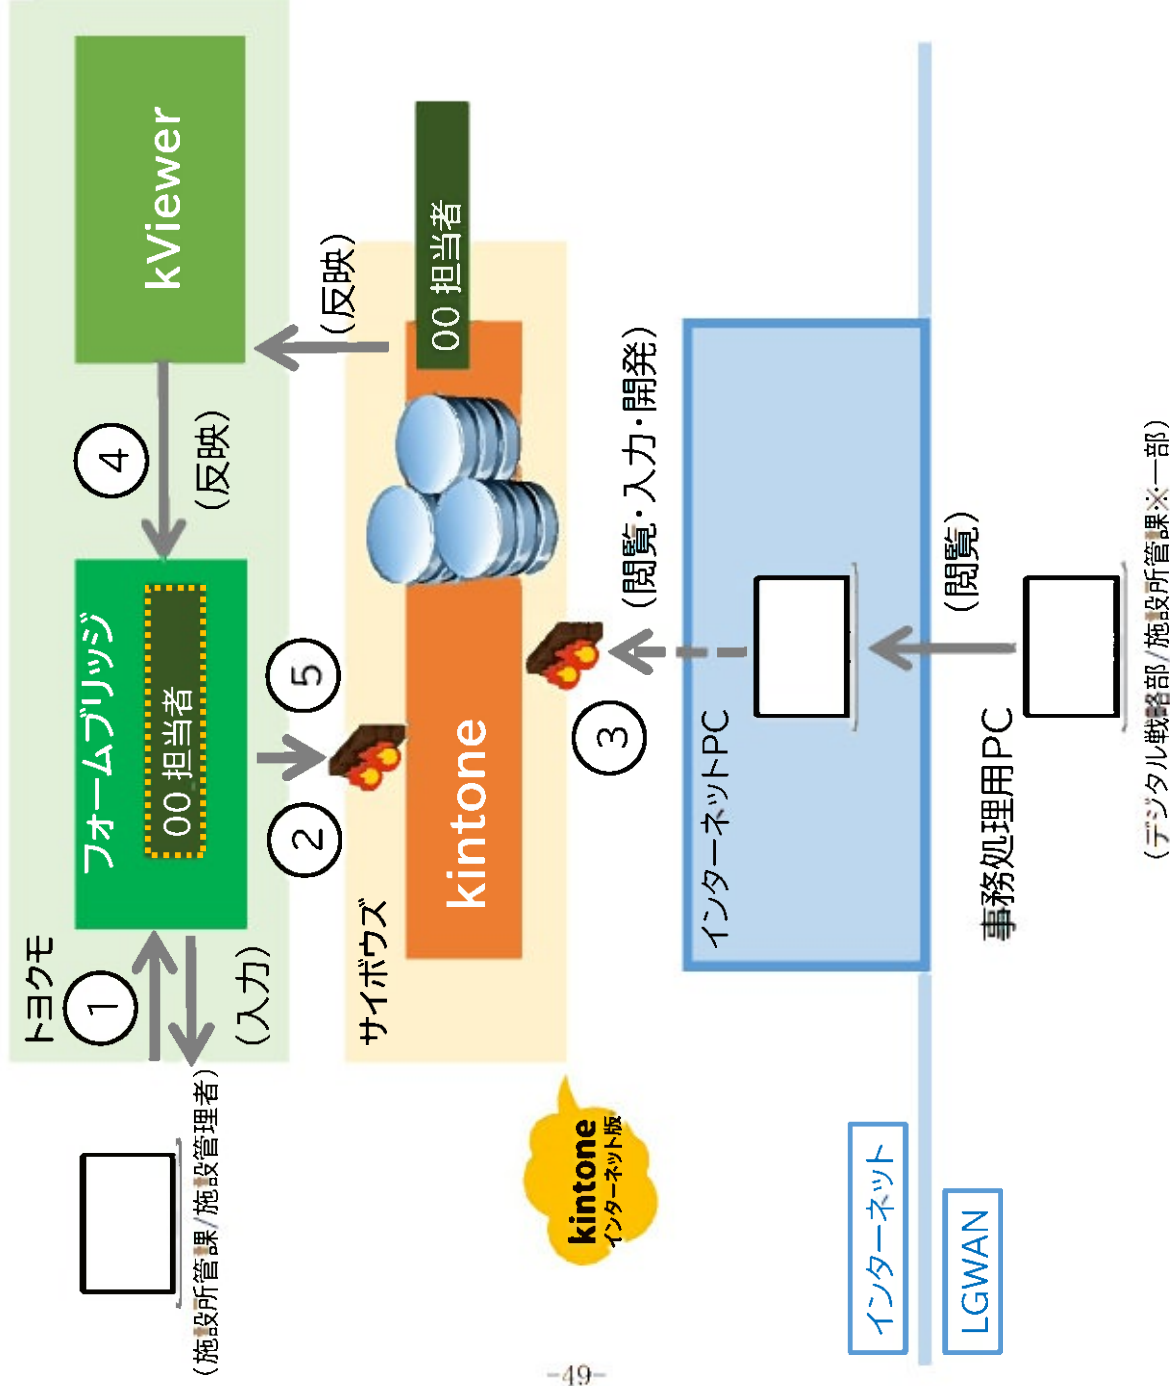 (施設所管課/施設管理者)
トヨクモ
①
(入力)
フォームブリッジ
00 担当者
④
(反映)
kViewer
②
⑤
(反映)
サイボウズ
kintone
00 担当者
kintone
インターネット版
③
(閲覧・入力・開発)
インターネットPC
インターネット
LGWAN
事務処理用PC
(閲覧)
(デジタル戦略部/施設所管課※一部)
-49-